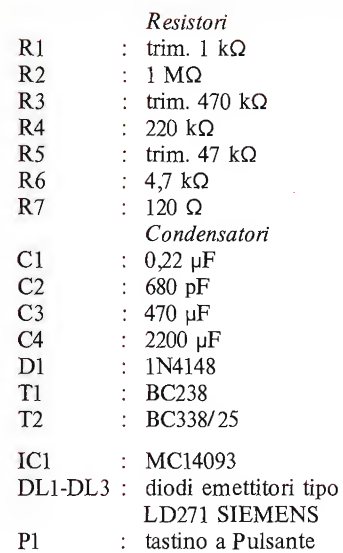 Resistori
R1 : trim. 1 kΩ
R2 : 1 MΩ
R3 : trim. 470 kΩ
R4 : 220 kΩ
R5 : trim. 47 kΩ
R6 : 4,7 kΩ
R7 : 120 Ω
Condensatori
C1 : 0,22 µF
C2 : 680 pF
C3 : 470 µF
C4 : 2200 µF
D1 : 1N4148
T1 : BC238
T2 : BC338/25
IC1 : MC14093
DL1-DL3 : diodi emettitori tipo
LD271 SIEMENS
P1 : tastino a Pulsante